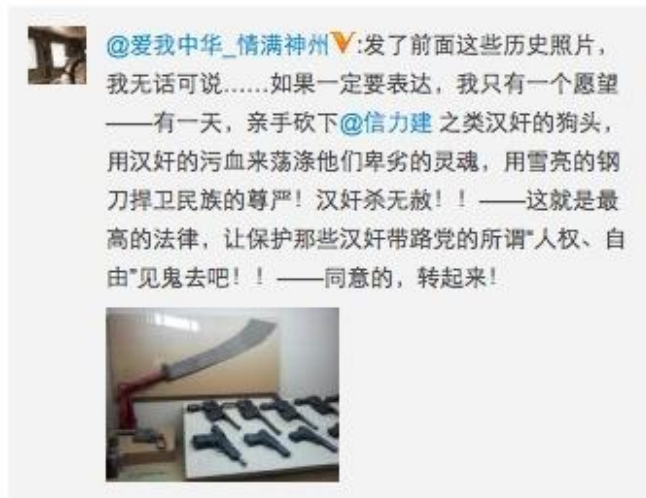 @爱我中华_情满神州V:发了前面这些历史照片，
我无话可说……如果一定要表达，我只有一个愿望
——有一天，亲手砍下@信力建 之类汉奸的狗头，
用汉奸的污血来荡涤他们卑劣的灵魂，用雪亮的钢
刀捍卫民族的尊严！汉奸杀无赦！！——这就是最
高的法律，让保护那些汉奸带路党的所谓"人权、自
由"见鬼去吧！！——同意的，转起来！